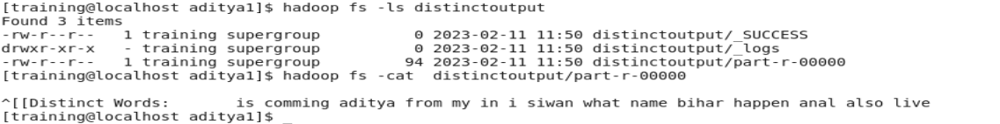 [training@localhost aditya1]$ hadoop fs -ls distinctoutput
Found 3 items
-rw-r--r--   1 training supergroup          0 2023-02-11 11:50 distinctoutput/_SUCCESS
drwxr-xr-x   - training supergroup          0 2023-02-11 11:50 distinctoutput/_logs
-rw-r--r--   1 training supergroup         94 2023-02-11 11:50 distinctoutput/part-r-00000
[training@localhost aditya1]$ hadoop fs -cat  distinctoutput/part-r-00000
^[[Distinct Words:       is comming aditya from my in i siwan what name bihar happen anal also live
[training@localhost aditya1]$ _